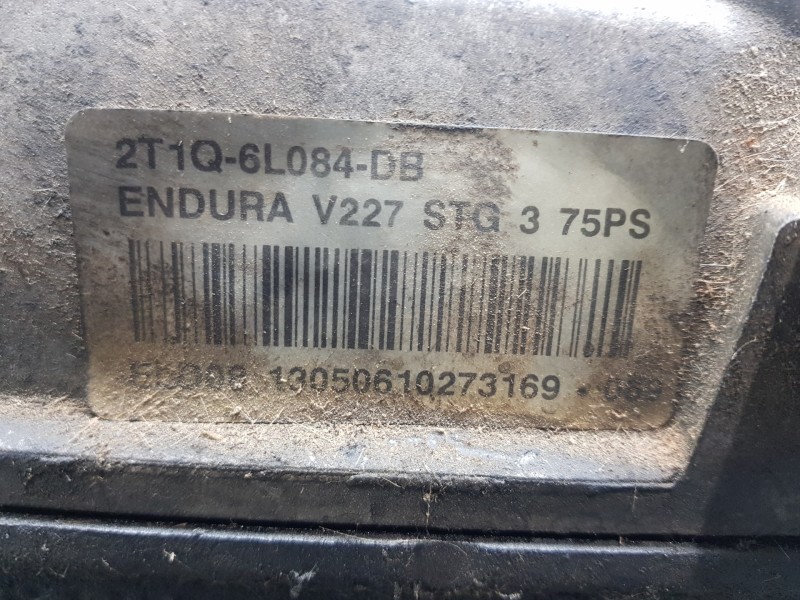 2T1Q-6L084-DB
ENDURA V227 STG 3 75PS
13050610273169 -